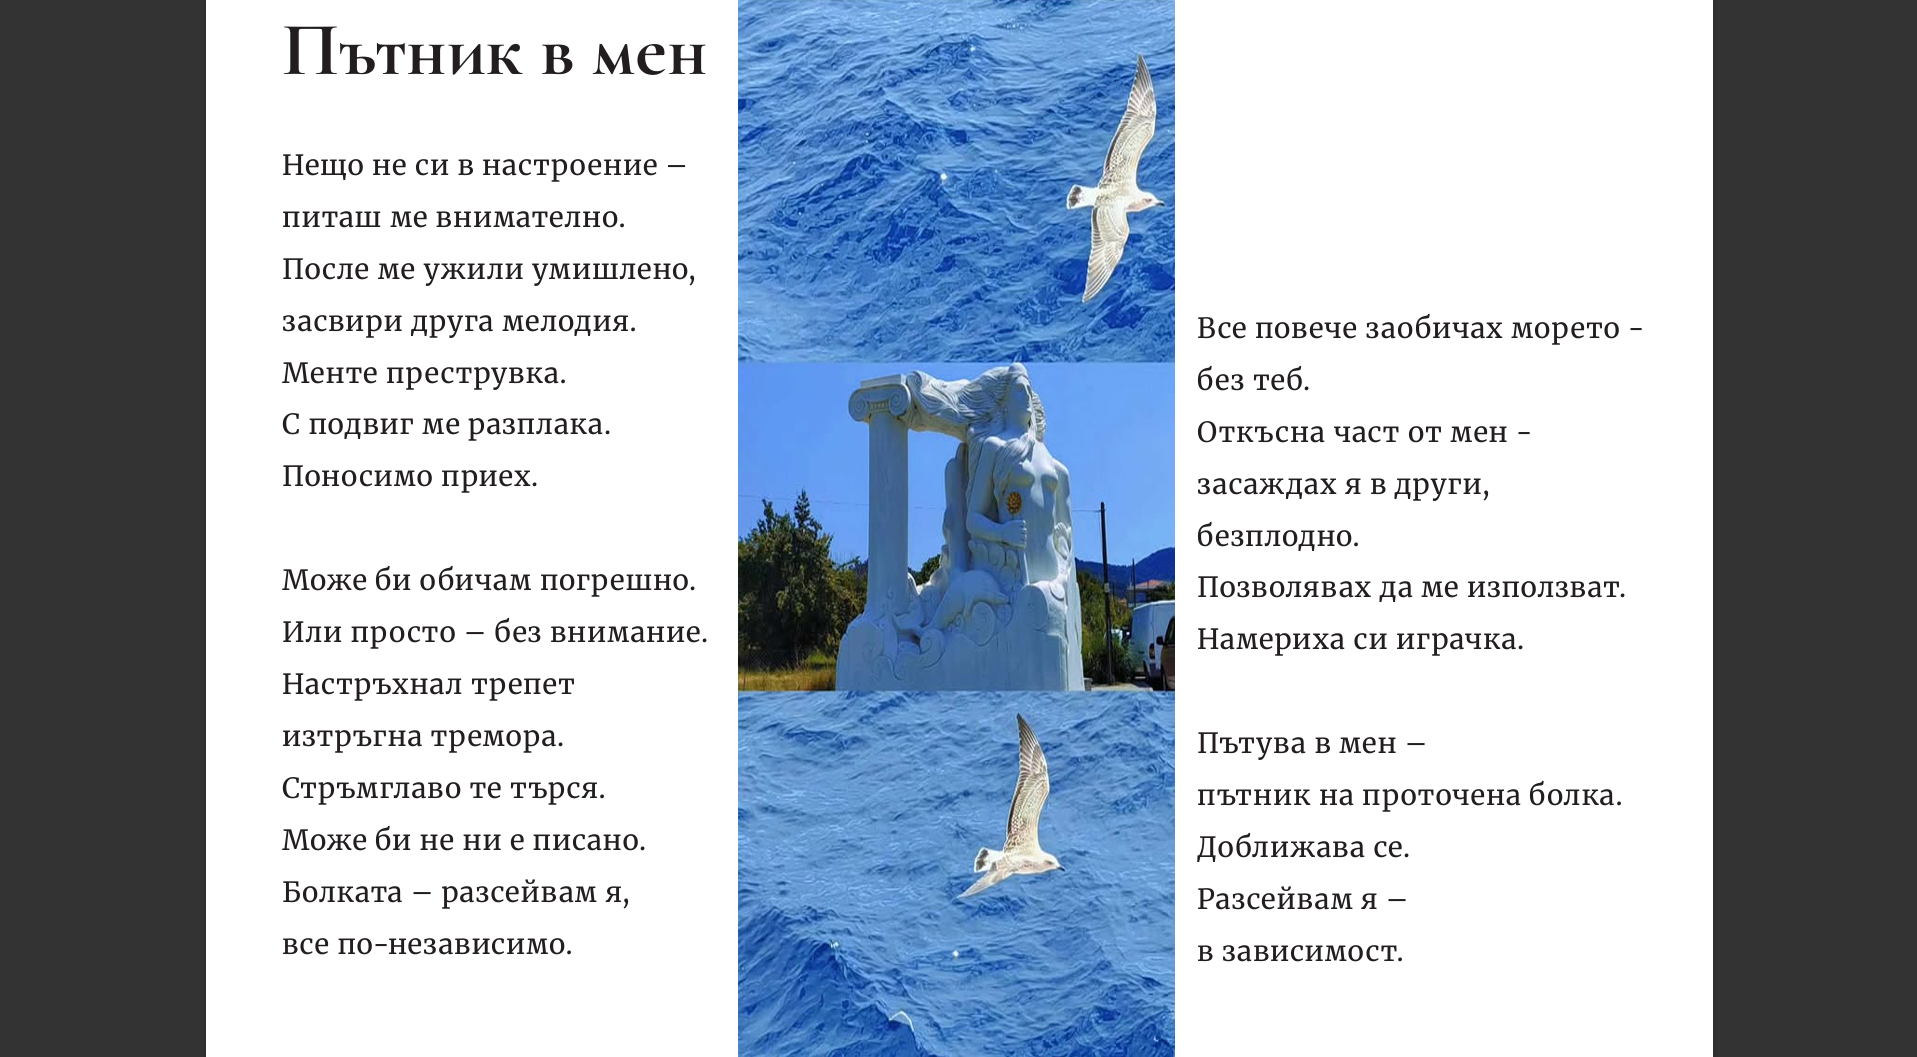 Пътник в мен
Нещо не си в настроение –
питаш ме внимателно.
После ме ужили умишлено,
засвири друга мелодия.
Менте преструвка.
С подвиг ме разплака.
Поносимо приех.
Може би обичам погрешно.
Или просто – без внимание.
Настръхнал трепет
изтръгна тремора.
Стръмглаво те търся.
Може би не ни е писано.
Болката – разсейвам я,
все по-независимо.
Все повече заобичах морето -
без теб.
Откъсна част от мен -
засаждах я в други,
безплодно.
Позволявах да ме използват.
Намериха си играчка.
Пътува в мен –
пътник на проточена болка.
Доближава се.
Разсейвам я –
в зависимост.